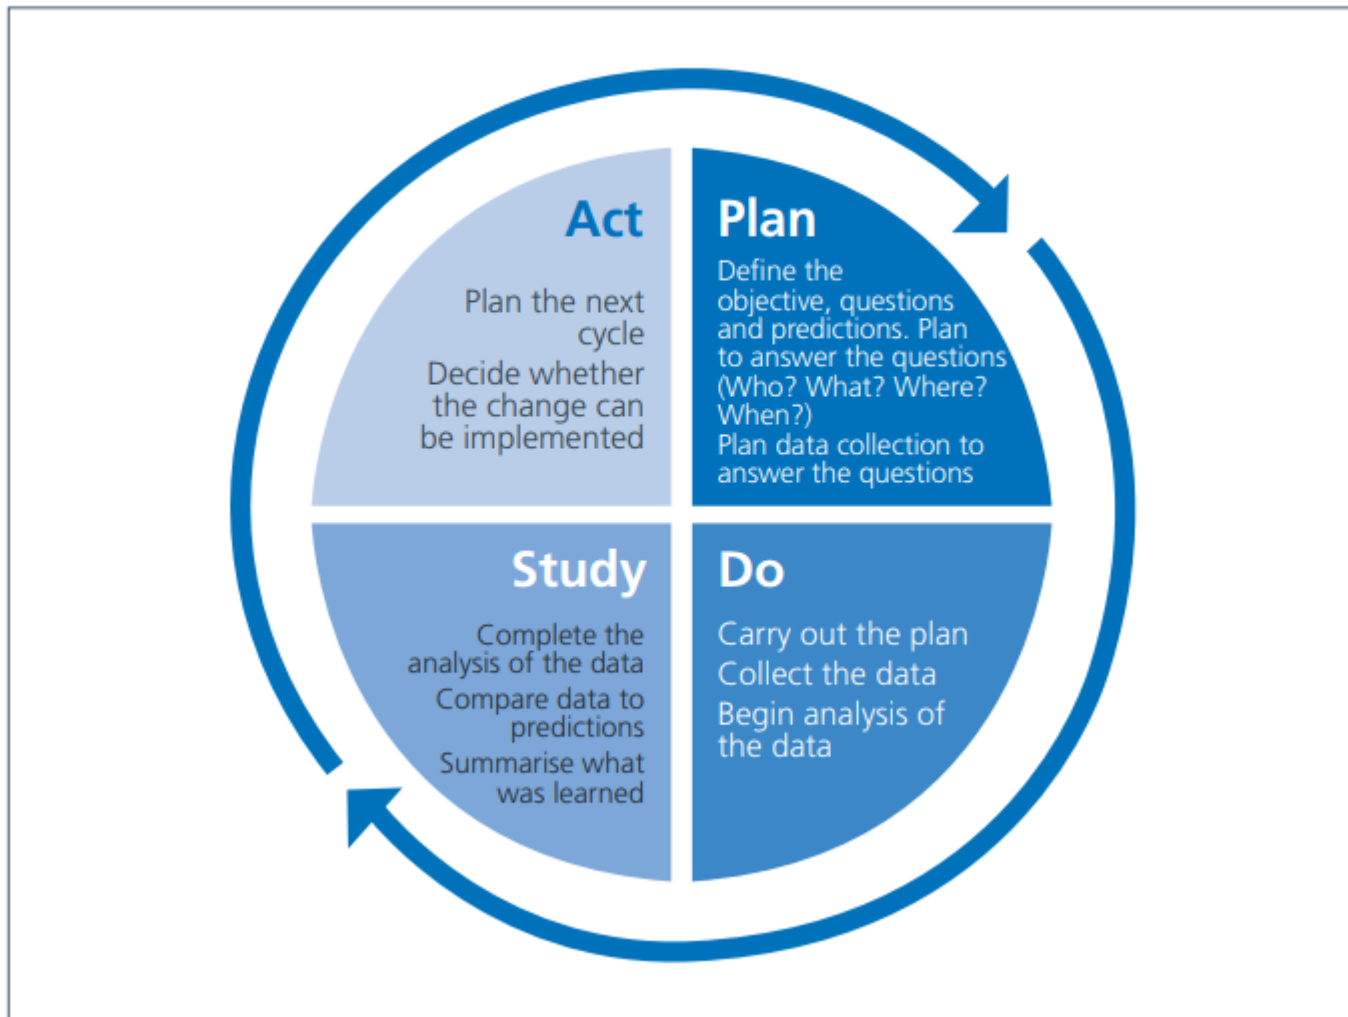 Act
Plan the next
cycle
Decide whether
the change can
be implemented
Plan
Define the
objective, questions
and predictions. Plan
to answer the questions
(Who? What? Where?
When?)
Plan data collection to
answer the questions
Study
Complete the
analysis of the data
Compare data to
predictions
Summarise what
was learned
Do
Carry out the plan
Collect the data
Begin analysis of
the data